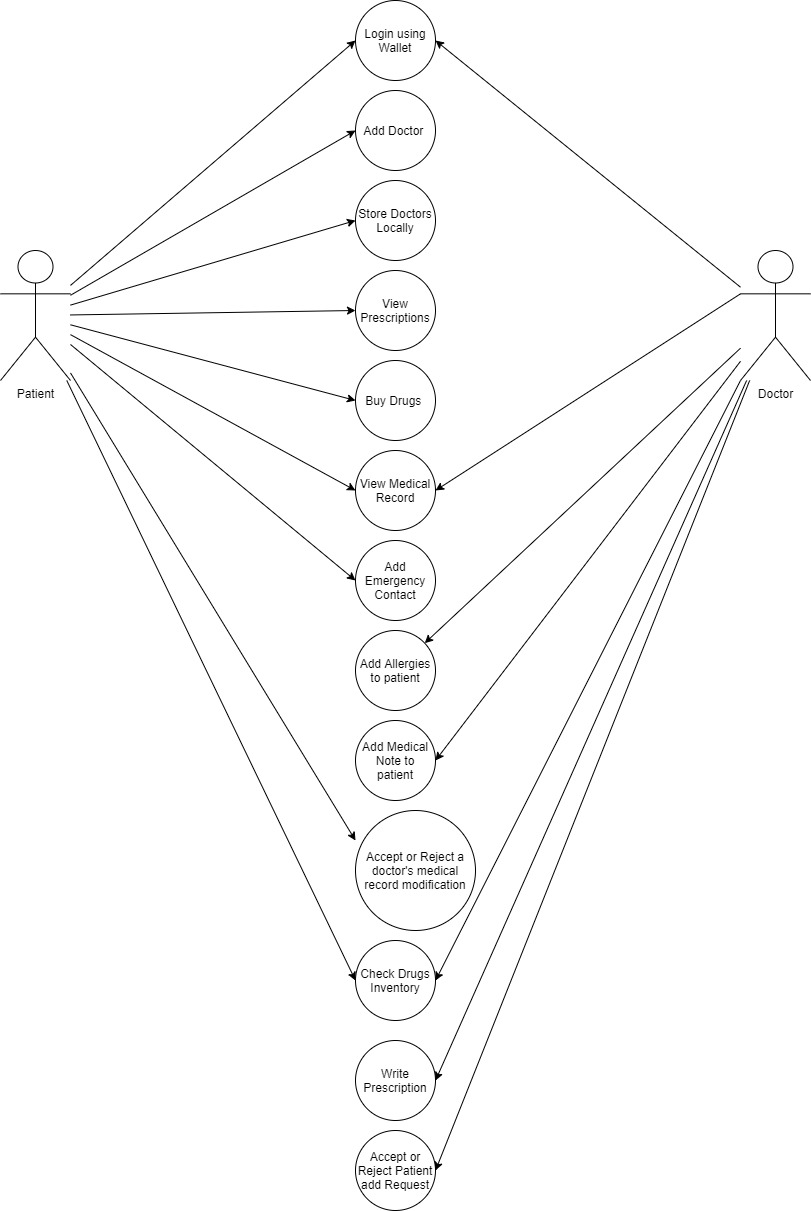 Login using
Wallet
Add Doctor
Store Doctors
Locally
View
Prescriptions
Patient
Doctor
Buy Drugs
View Medical
Record
Add
Emergency
Contact
Add Allergies
to patient
Add Medical
Note to
patient
Accept or Reject a
doctor's medical
record modification
Check Drugs
Inventory
Write
Prescription
Accept or
Reject Patient
add Request